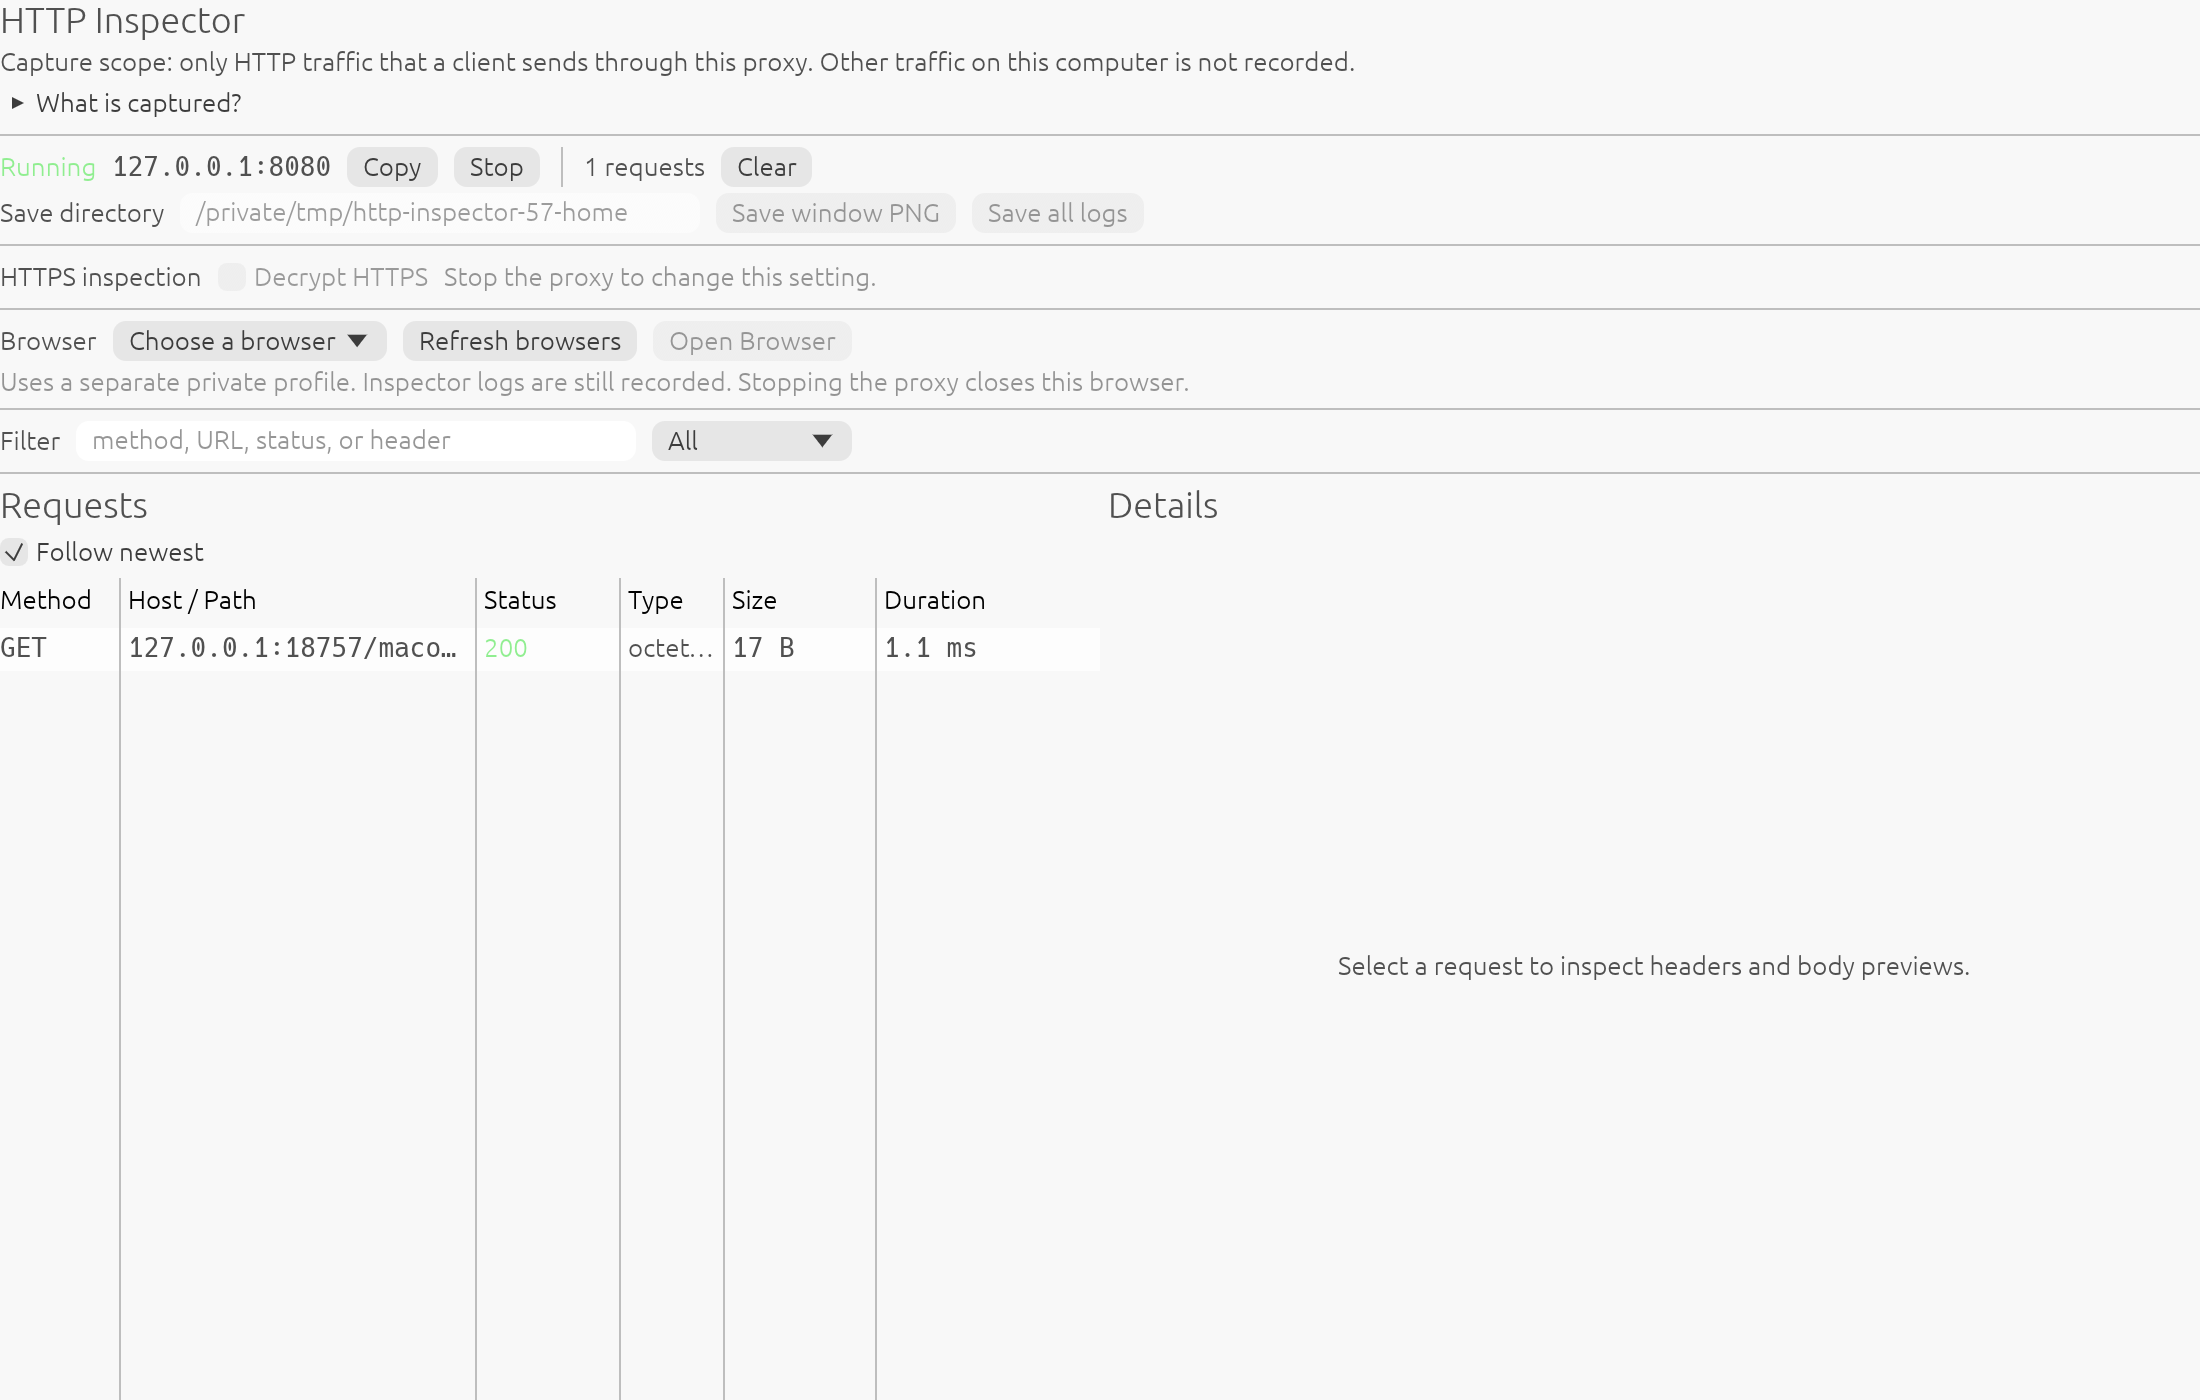 HTTP Inspector
Capture scope: only HTTP traffic that a client sends through this proxy. Other traffic on this computer is not recorded.
▸ What is captured?
Running 127.0.0.1:8080 Copy Stop 1 requests Clear
Save directory /private/tmp/http-inspector-57-home Save window PNG Save all logs
HTTPS inspection Decrypt HTTPS Stop the proxy to change this setting.
Browser Choose a browser Refresh browsers Open Browser
Uses a separate private profile. Inspector logs are still recorded. Stopping the proxy closes this browser.
Filter method, URL, status, or header All
Requests
Follow newest
Method Host / Path Status Type Size Duration
GET 127.0.0.1:18757/maco… 200 octet… 17 B 1.1 ms
Details
Select a request to inspect headers and body previews.